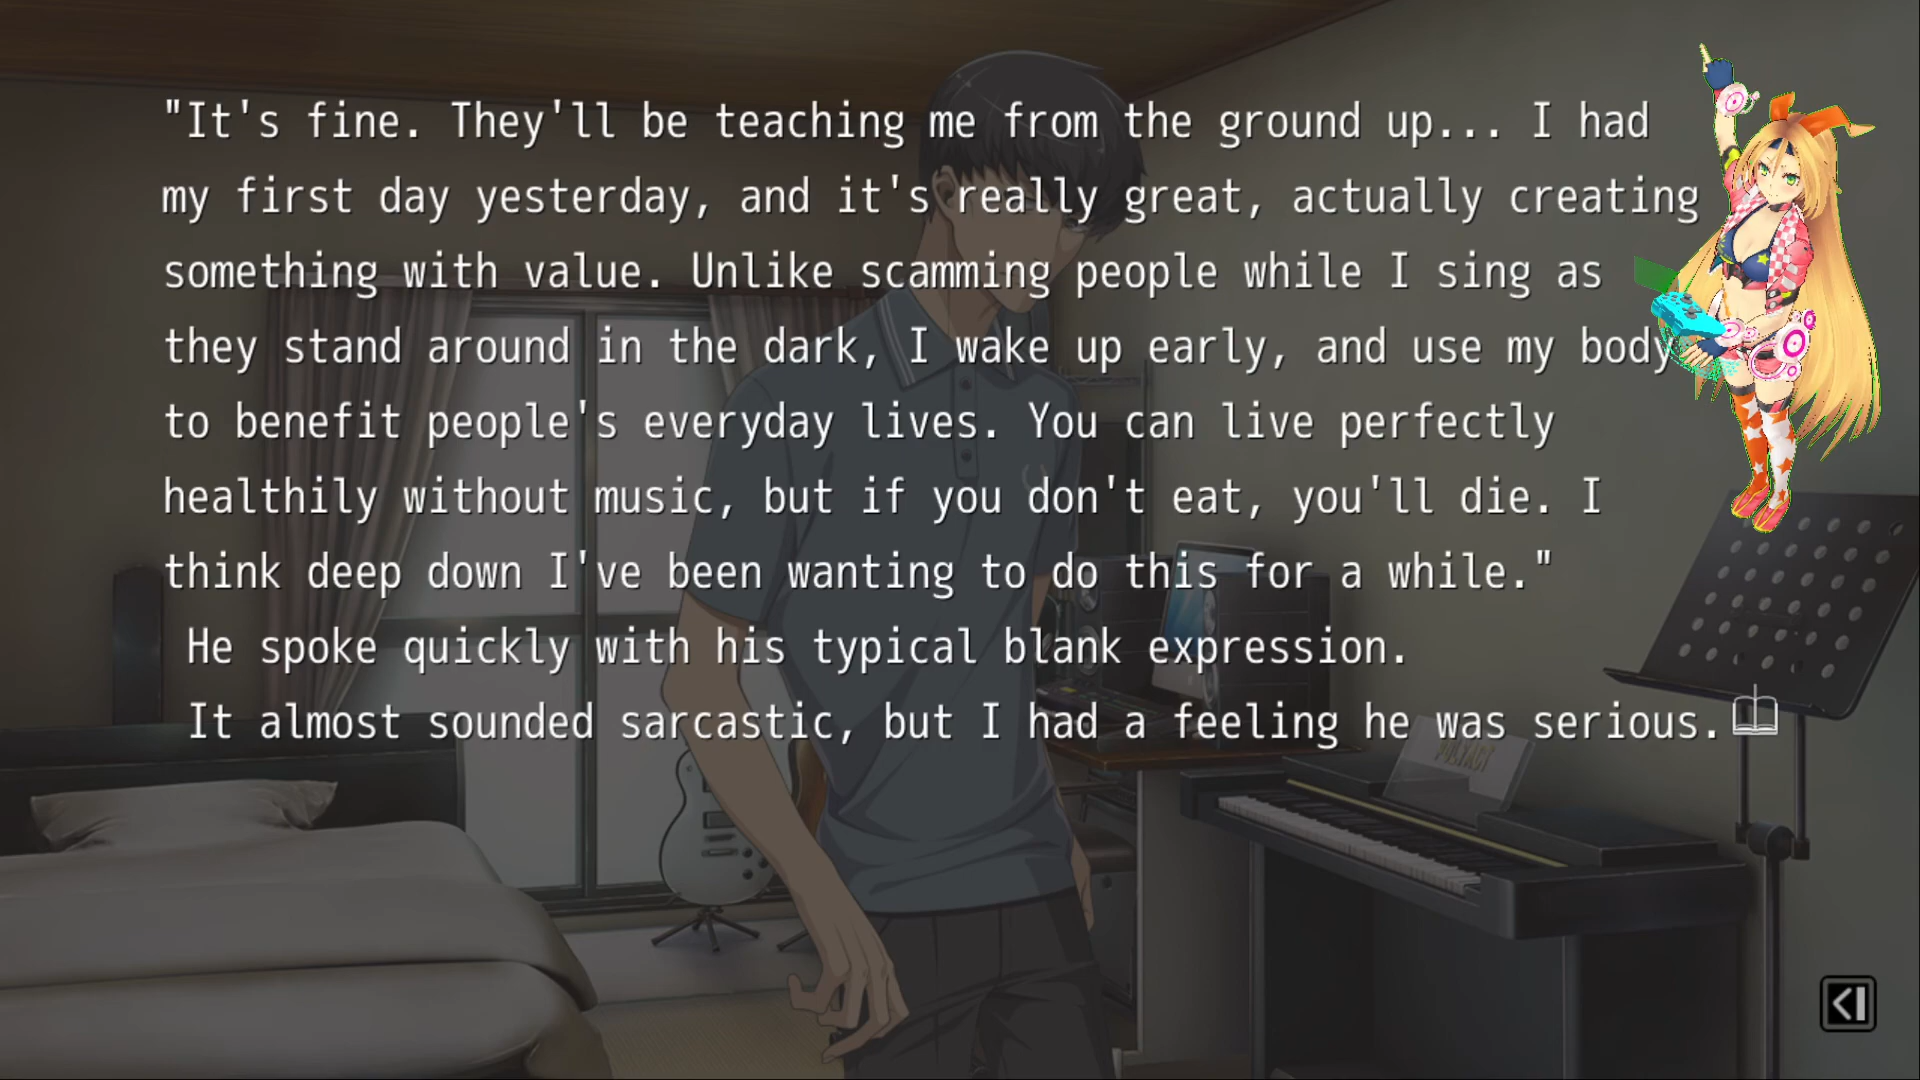 "It's fine. They'll be teaching me from the ground up... I had
my first day yesterday, and it's really great, actually creating
something with value. Unlike scamming people while I sing as
they stand around in the dark, I wake up early, and use my body
to benefit people's everyday lives. You can live perfectly
healthily without music, but if you don't eat, you'll die. I
think deep down I've been wanting to do this for a while."
He spoke quickly with his typical blank expression.
It almost sounded sarcastic, but I had a feeling he was serious.